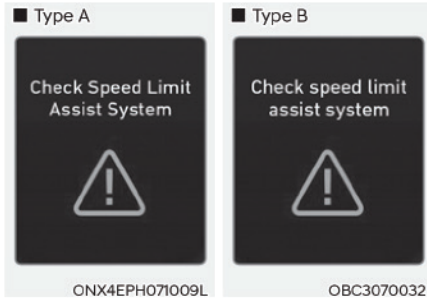 ■ Type A
Check Speed Limit
Assist System
ONX4EPH071009L
■ Type B
Check speed limit
assist system
OBC3070032